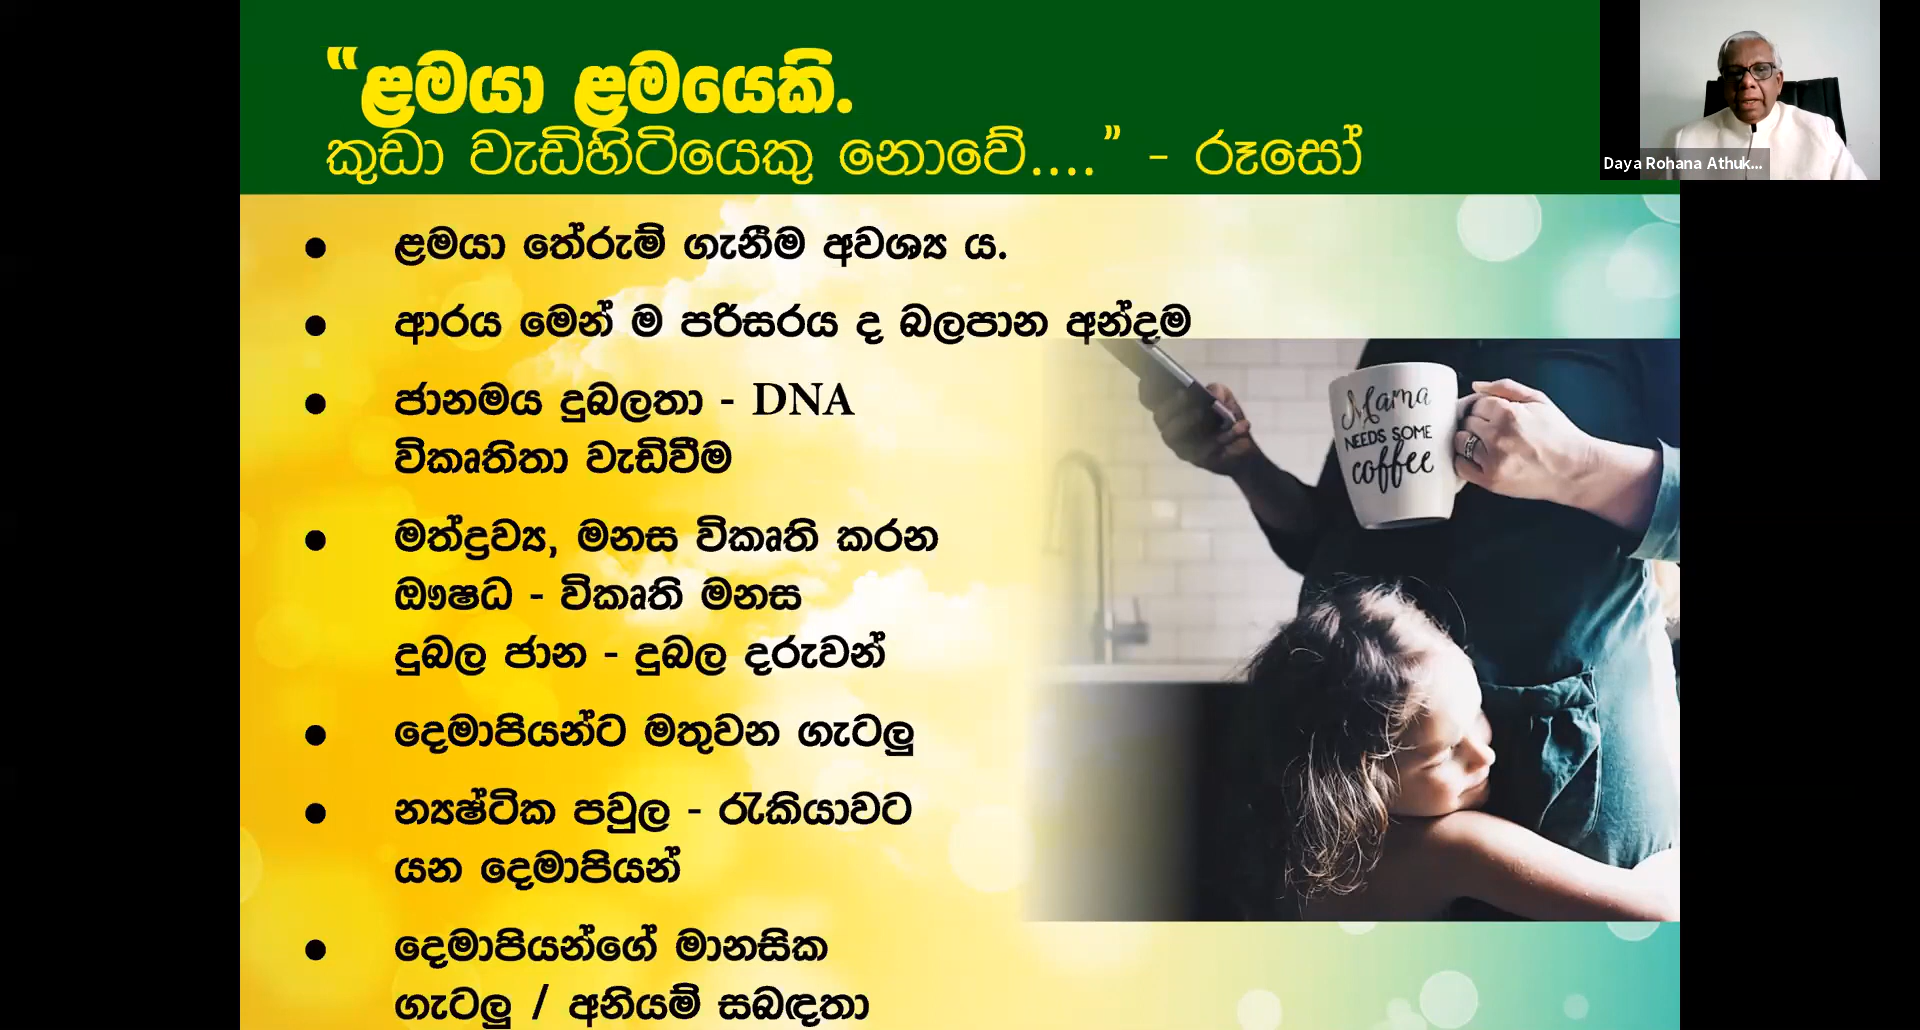 “ළමයා ළමයෙකි.
කුඩා වැඩිහිටියෙකු නොවේ....” - රූසෝ
Daya Rohana Athuk...
● ළමයා තේරුම් ගැනීම අවශ්‍ය ය.
● ආරය මෙන් ම පරිසරය ද බලපාන අන්දම
● ජානමය දුබලතා - DNA
විකෘතිතා වැඩිවීම
● මත්ද්‍රව්‍ය, මනස විකෘති කරන
ඖෂධ - විකෘති මනස
දුබල ජාන - දුබල දරුවන්
● දෙමාපියන්ට මතුවන ගැටලු
● න්‍යෂ්ටික පවුල - රැකියාවට
යන දෙමාපියන්
● දෙමාපියන්ගේ මානසික
ගැටලු / අනියම් සබඳතා
Mama
NEEDS SOME
coffee